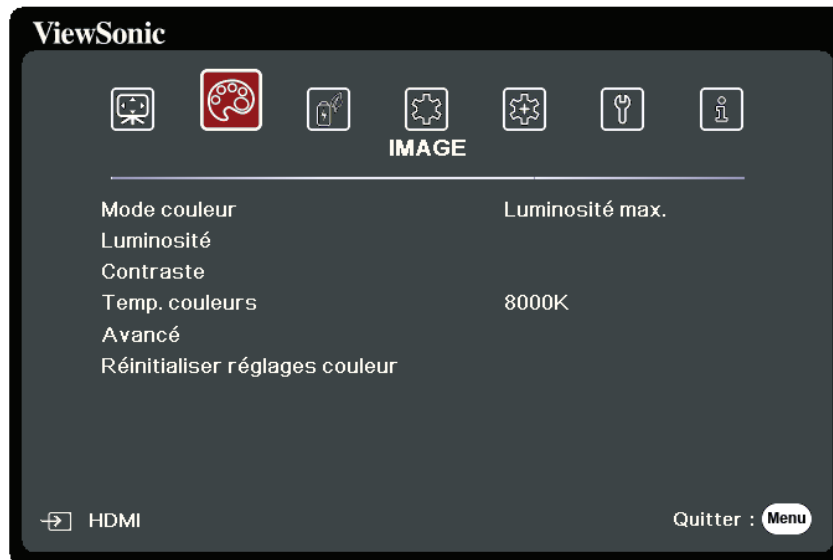 ViewSonic
IMAGE
Mode couleur Luminosité max.
Luminosité
Contraste
Temp. couleurs 8000K
Avancé
Réinitialiser réglages couleur
HDMI Quitter : Menu